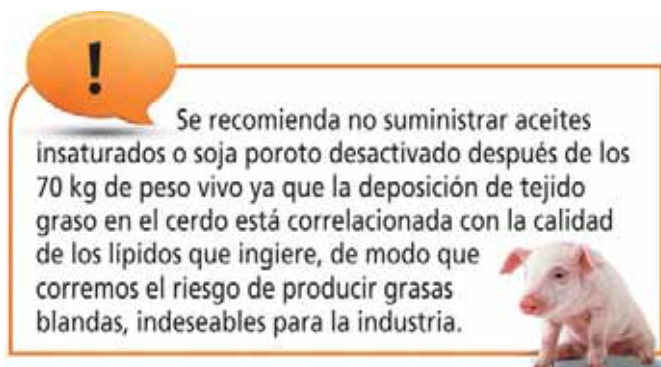 !
Se recomienda no suministrar aceites
insaturados o soja poroto desactivado después de los
70 kg de peso vivo ya que la deposición de tejido
graso en el cerdo está correlacionada con la calidad
de los lípidos que ingiere, de modo que
corremos el riesgo de producir grasas
blandas, indeseables para la industria.